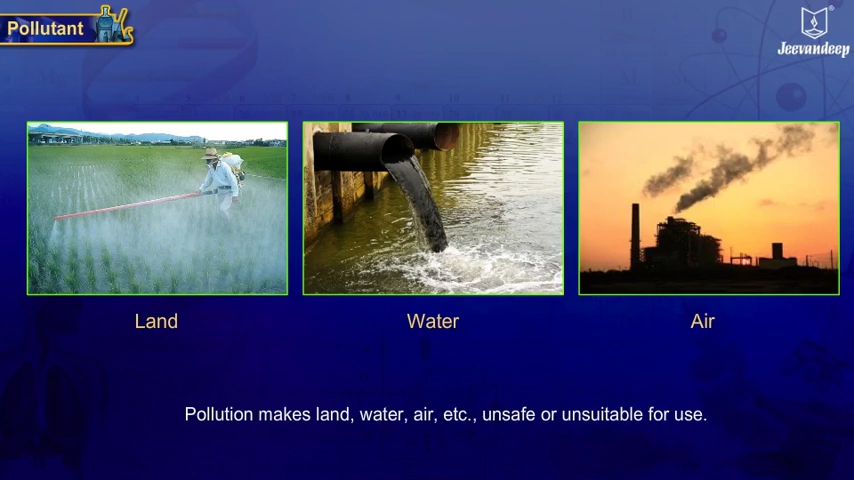 Pollutant
Jeevandeep
Land
Water
Air
Pollution makes land, water, air, etc., unsafe or unsuitable for use.